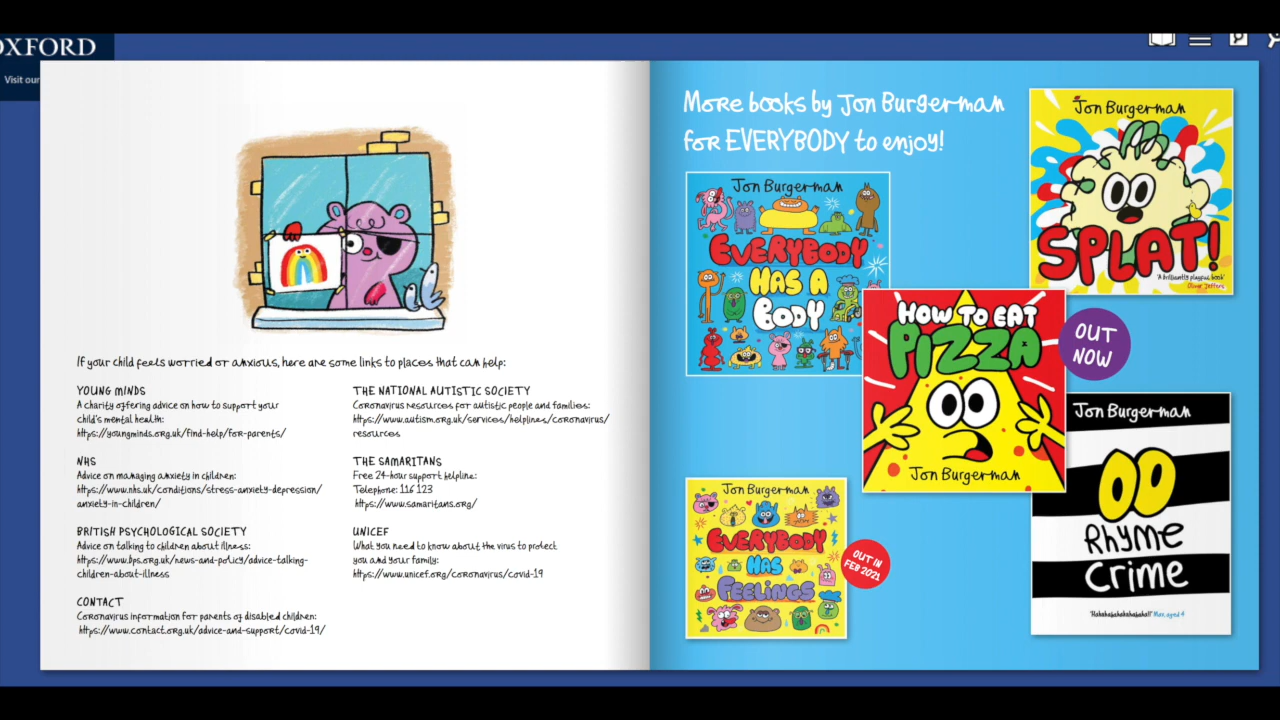 OXFORD
Visit our
If your child feels worried or anxious, here are some links to places that can help:
YOUNG MINDS
A charity offering advice on how to support your
child's mental health:
https://youngminds.org.uk/find-help/for-parents/
NHS
Advice on managing anxiety in children:
https://www.nhs.uk/conditions/stress-anxiety-depression/
anxiety-in-children/
BRITISH PSYCHOLOGICAL SOCIETY
Advice on talking to children about illness:
https://www.bps.org.uk/news-and-policy/advice-talking-
children-about-illness
CONTACT
Coronavirus information for parents of disabled children:
https://www.contact.org.uk/advice-and-support/covid-19/
THE NATIONAL AUTISTIC SOCIETY
Coronavirus resources for autistic people and families:
https://www.autism.org.uk/services/helplines/coronavirus/
resources
THE SAMARITANS
Free 24-hour support helpline:
Telephone: 116 123
https://www.samaritans.org/
UNICEF
What you need to know about the virus to protect
you and your family:
https://www.unicef.org/coronavirus/covid-19
More books by Jon Burgerman
for EVERYBODY to enjoy!
Jon Burgerman
EVERYBODY
HAS A
BODY
Jon Burgerman
SPLAT!
'A brilliantly playful book'
Oliver Jeffers
HOW TO EAT
PIZZA
Jon Burgerman
OUT
NOW
Jon Burgerman
EVERYBODY
HAS
FEELINGS
OUT IN
FEB 2021
Jon Burgerman
Rhyme
Crime
'Hahahahahahahaha!!' Max, aged 4